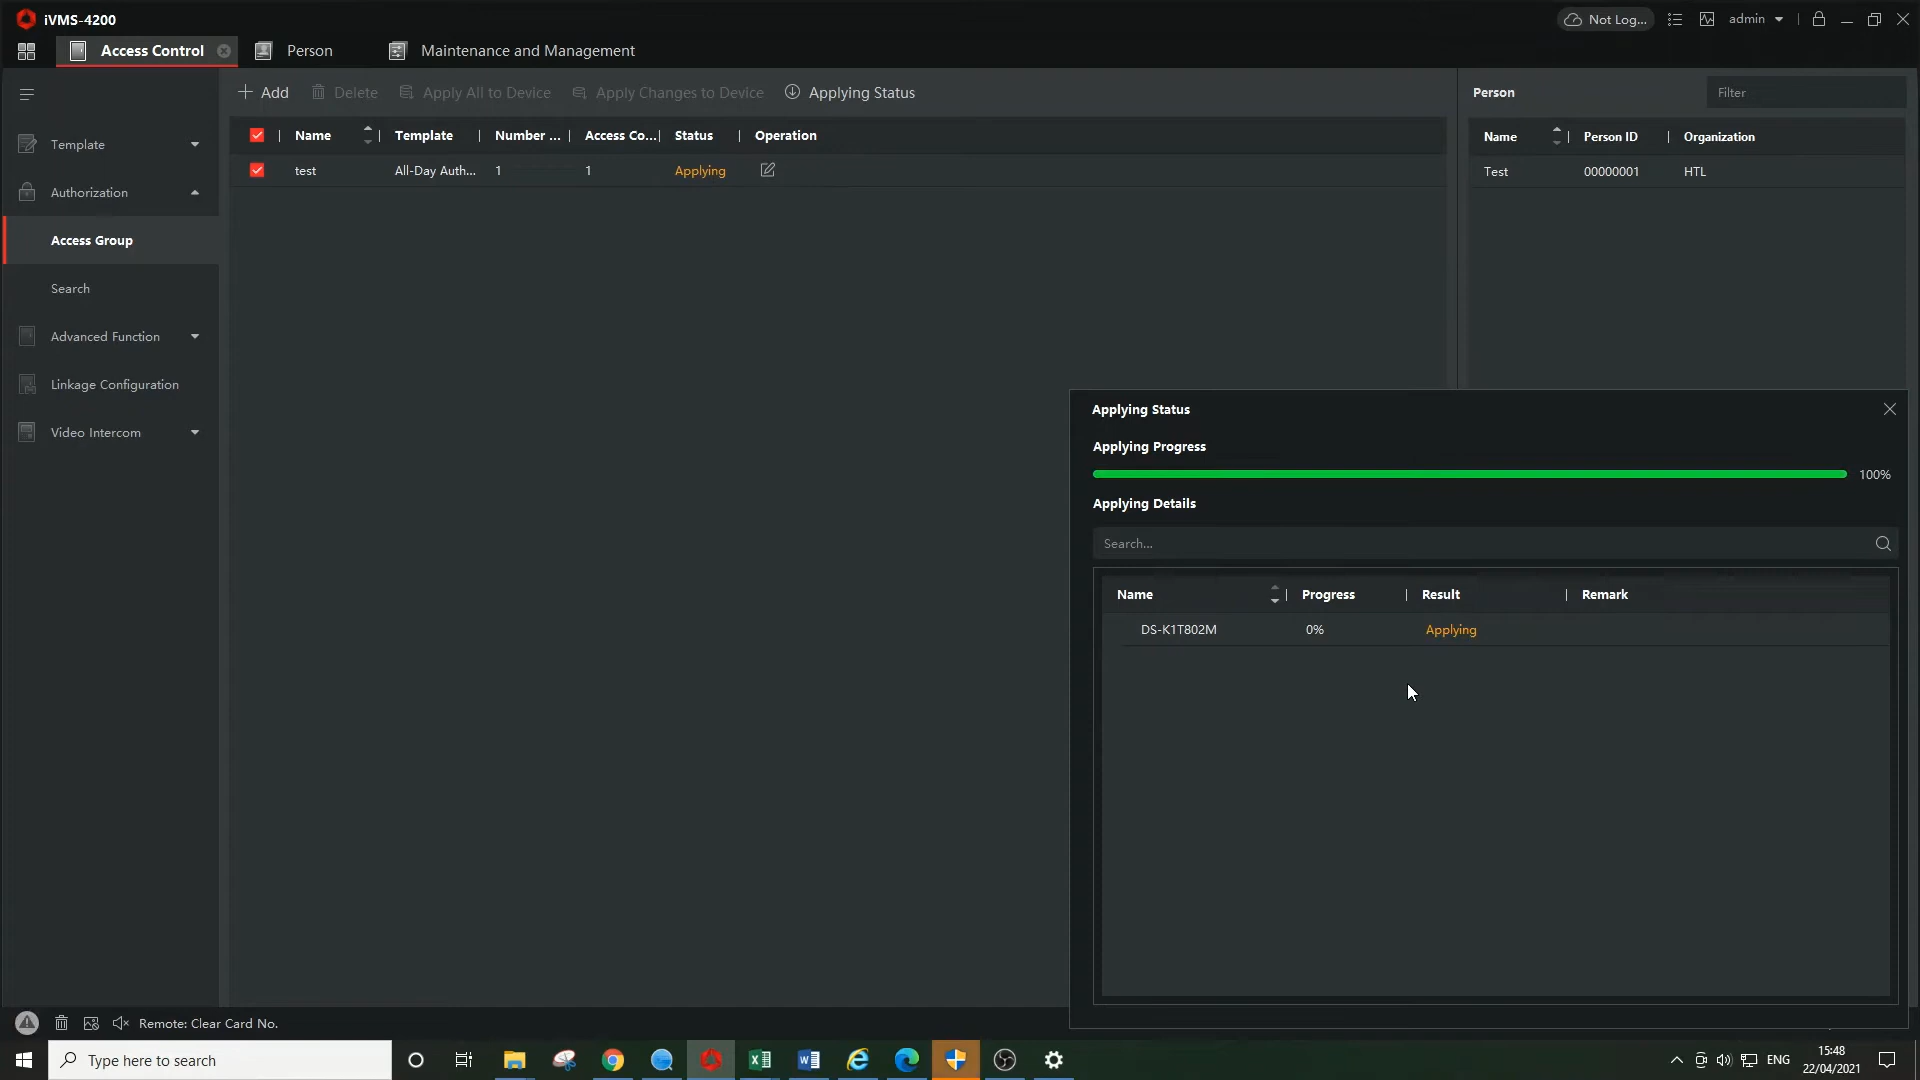 iVMS-4200
Not Log...
admin
Access Control
Person
Maintenance and Management
Add
Delete
Apply All to Device
Apply Changes to Device
Applying Status
Person
Filter
Name
Template
Number ...
Access Co...
Status
Operation
Name
Person ID
Organization
test
All-Day Auth...
1
1
Applying
Test
00000001
HTL
Template
Authorization
Access Group
Search
Advanced Function
Linkage Configuration
Video Intercom
Applying Status
Applying Progress
100%
Applying Details
Search...
Name
Progress
Result
Remark
DS-K1T802M
0%
Applying
Remote: Clear Card No.
Type here to search
ENG
15:48
22/04/2021